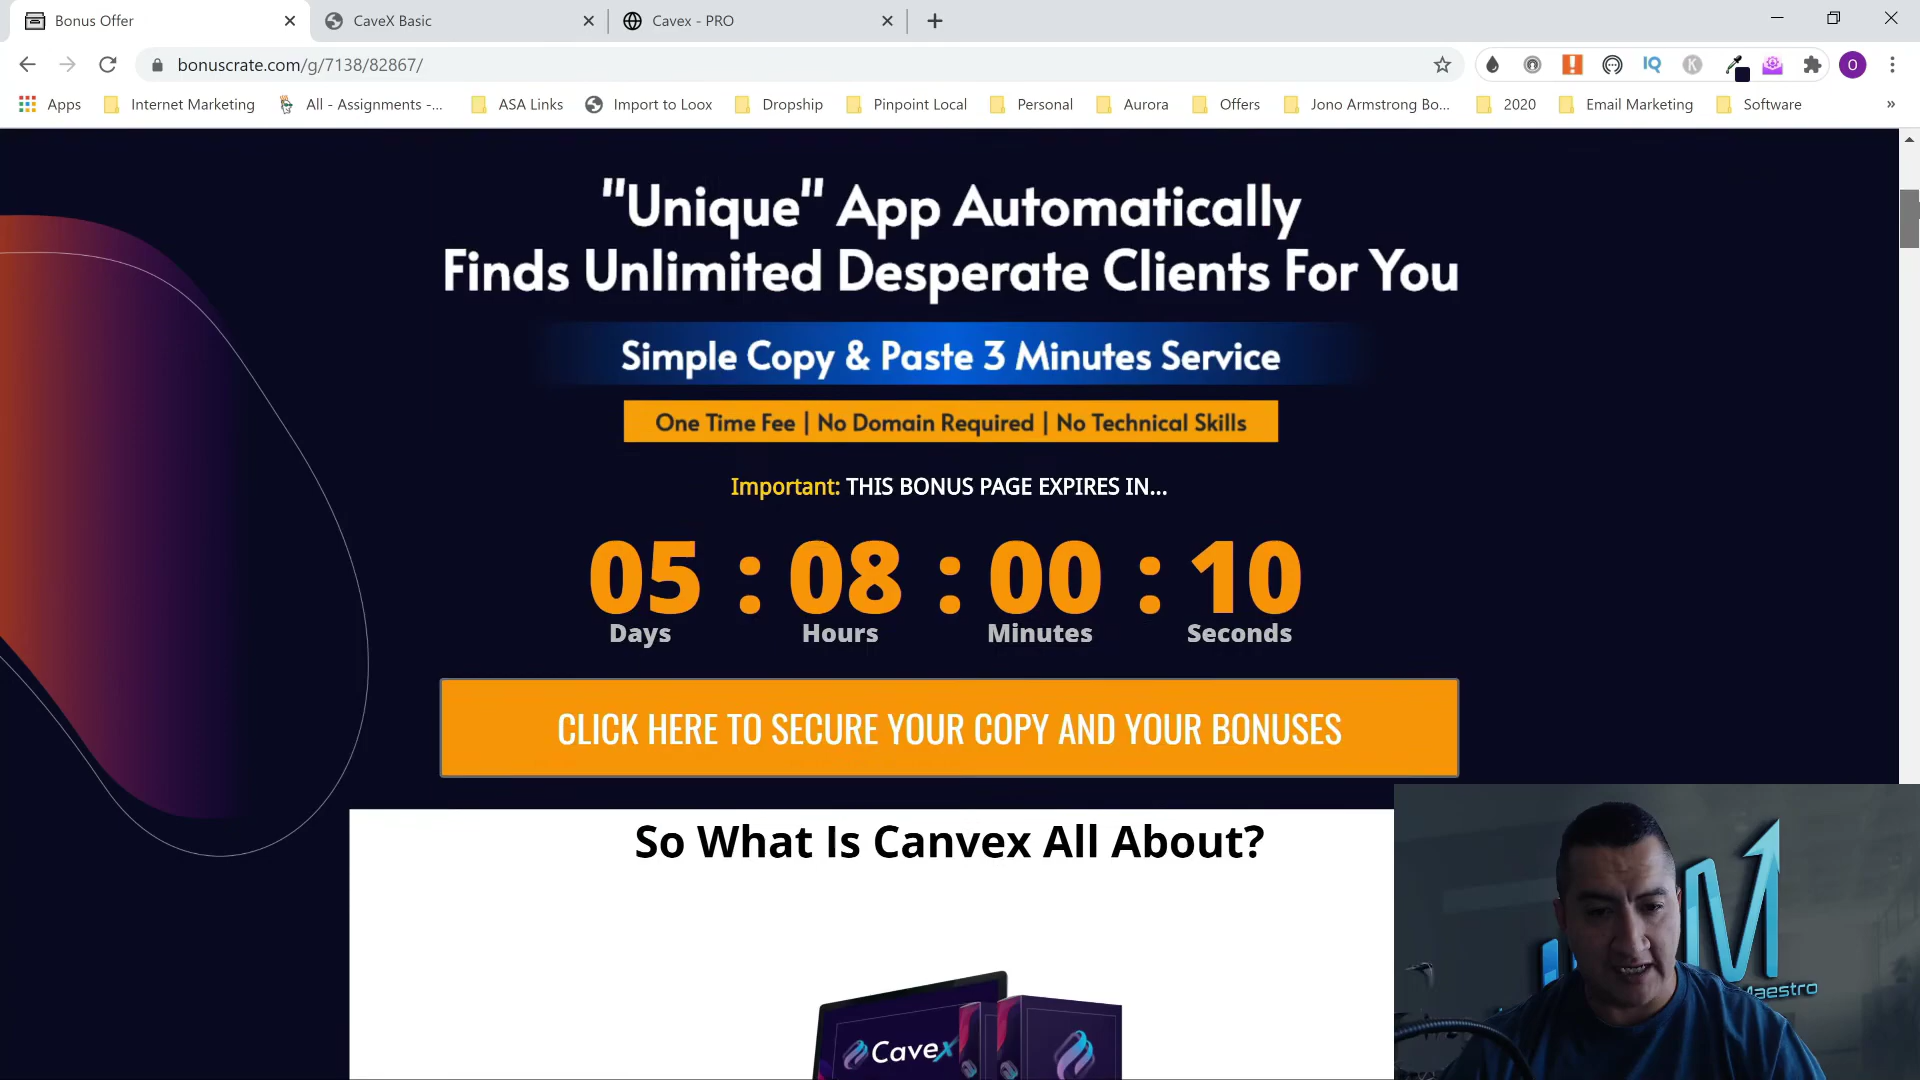 Bonus Offer
CaveX Basic
Cavex - PRO
bonuscrate.com/g/7138/82867/
IQ
K
O
Apps
Internet Marketing
All - Assignments -...
ASA Links
Import to Loox
Dropship
Pinpoint Local
Personal
Aurora
Offers
Jono Armstrong Bo...
2020
Email Marketing
Software
»
"Unique" App Automatically
Finds Unlimited Desperate Clients For You
Simple Copy & Paste 3 Minutes Service
One Time Fee | No Domain Required | No Technical Skills
Important: THIS BONUS PAGE EXPIRES IN...
05 : 08 : 00 : 10
Days Hours Minutes Seconds
CLICK HERE TO SECURE YOUR COPY AND YOUR BONUSES
So What Is Canvex All About?
CaveX
M
Maestro